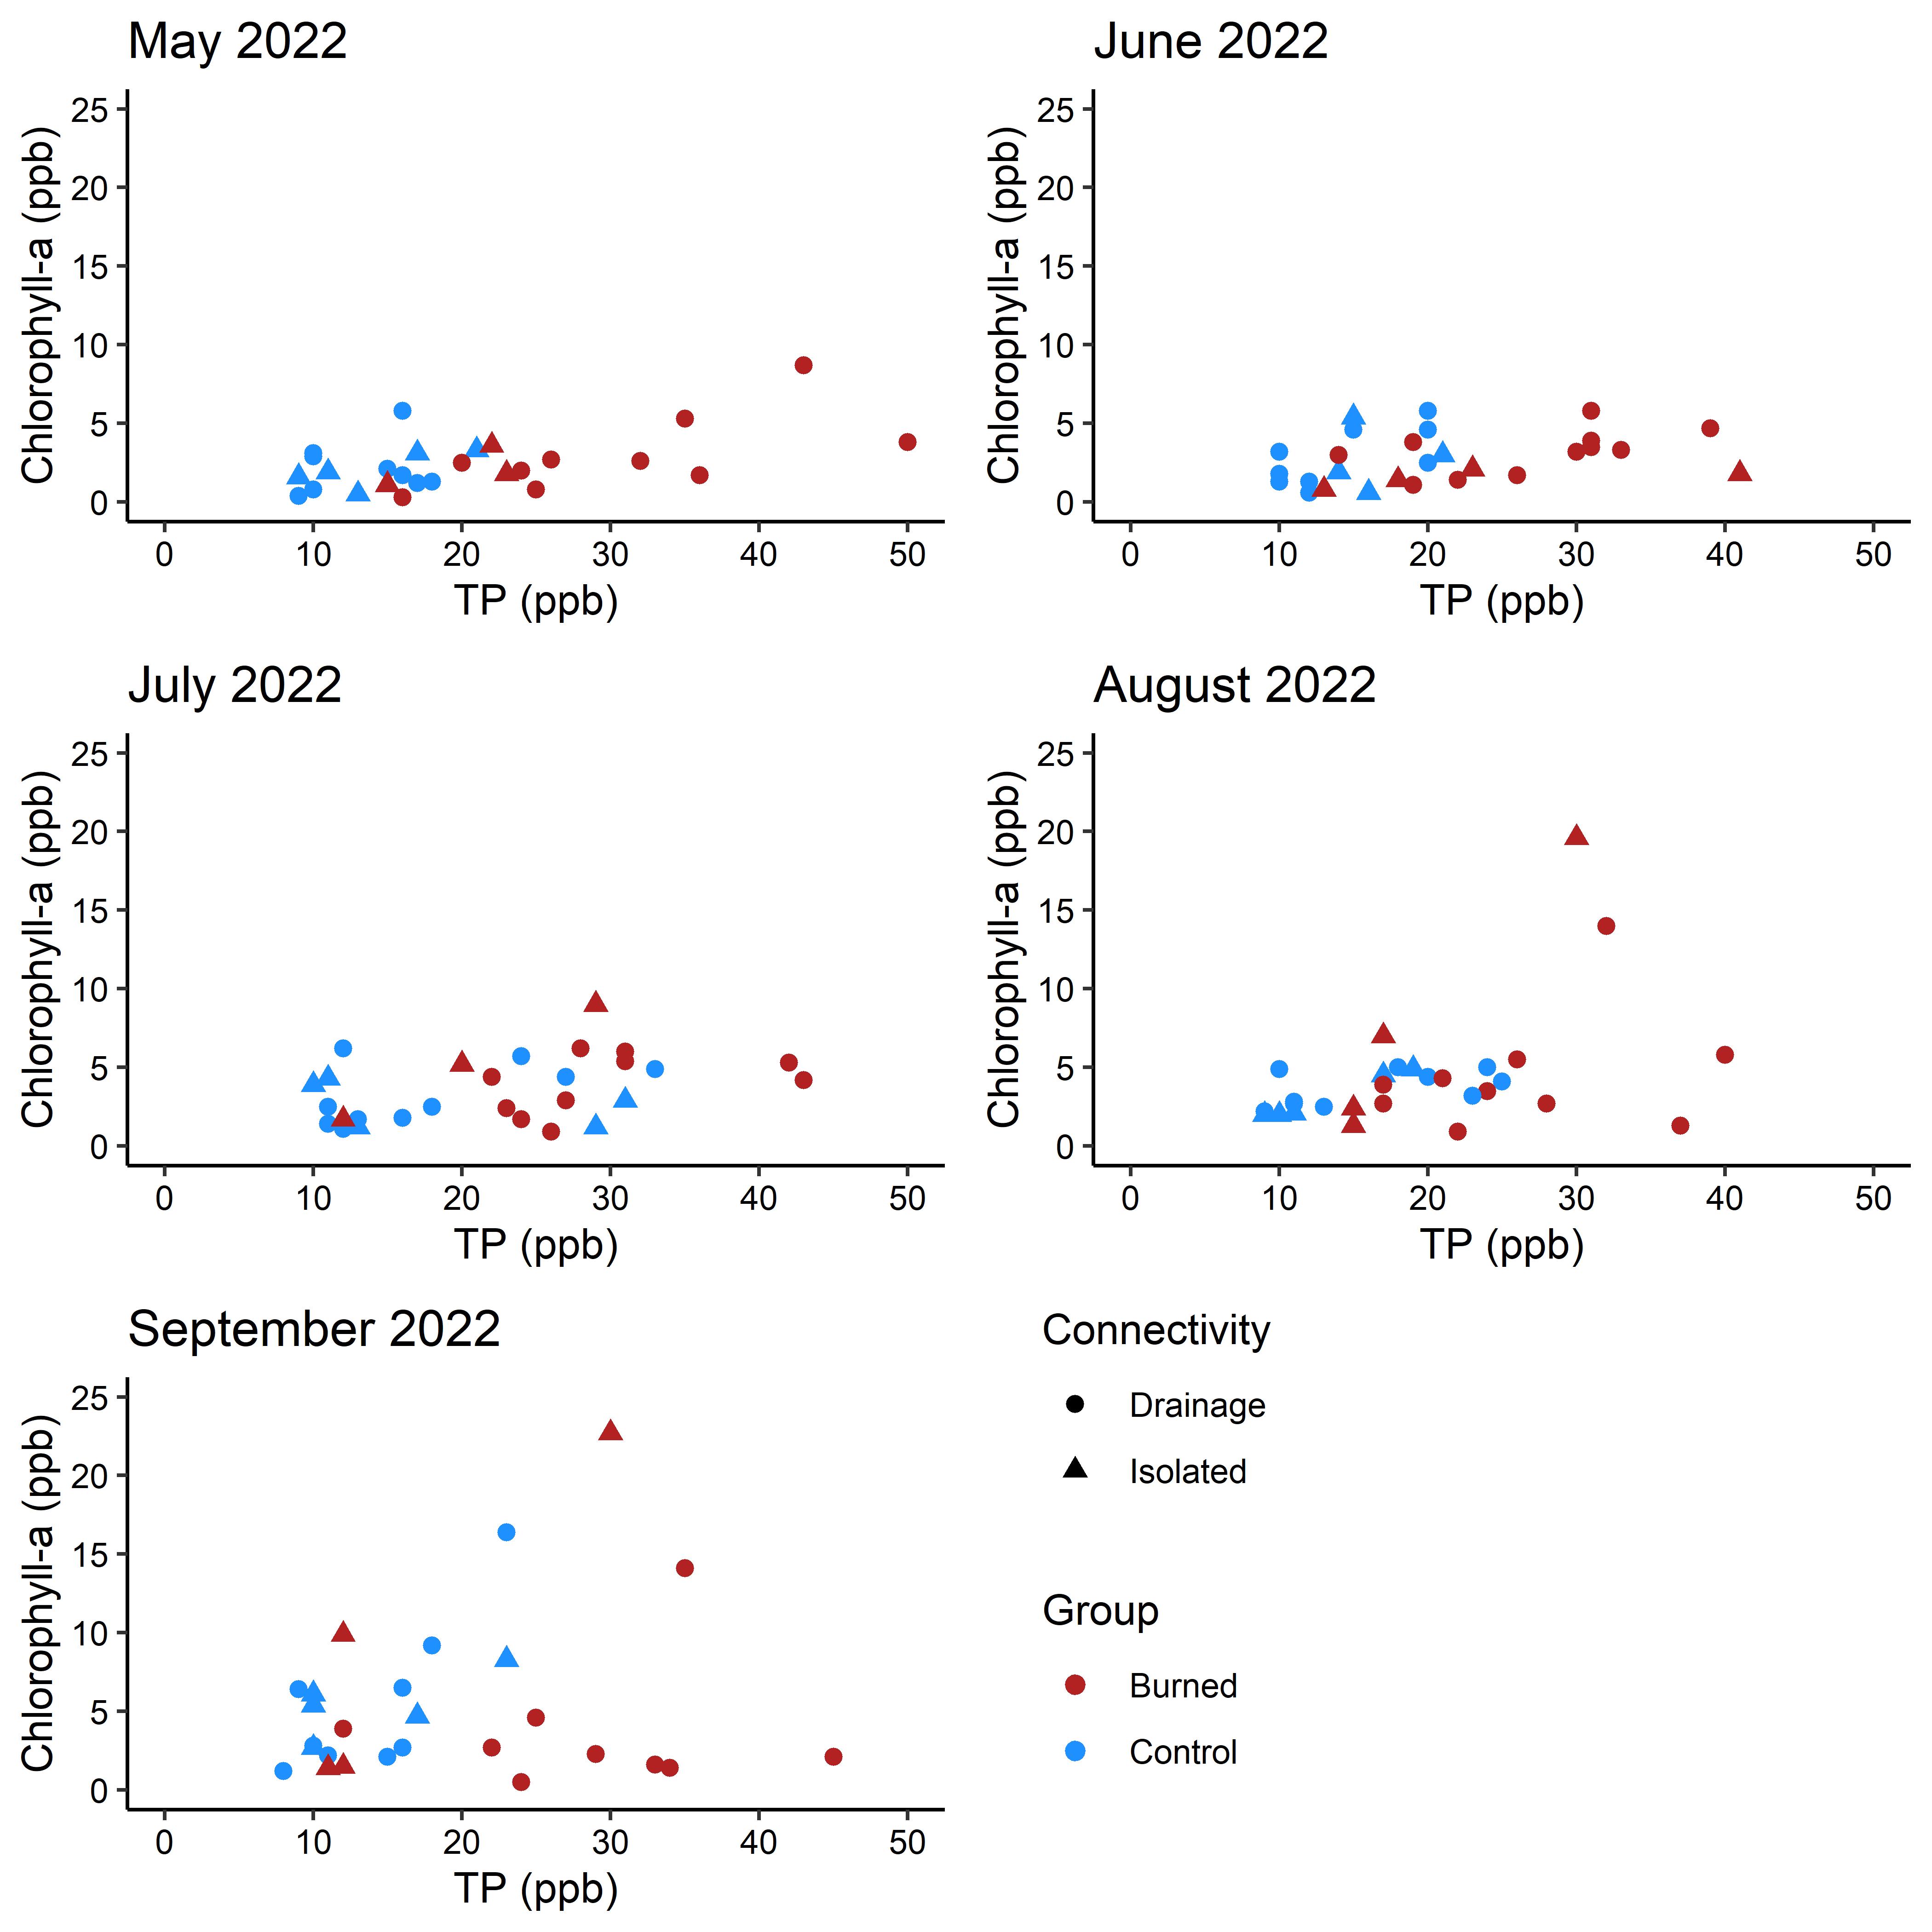 May 2022
25
20
15
10
5
0
Chlorophyll-a (ppb)
0 10 20 30 40 50
TP (ppb)
June 2022
25
20
15
10
5
0
Chlorophyll-a (ppb)
0 10 20 30 40 50
TP (ppb)
July 2022
25
20
15
10
5
0
Chlorophyll-a (ppb)
0 10 20 30 40 50
TP (ppb)
August 2022
25
20
15
10
5
0
Chlorophyll-a (ppb)
0 10 20 30 40 50
TP (ppb)
September 2022
25
20
15
10
5
0
Chlorophyll-a (ppb)
0 10 20 30 40 50
TP (ppb)
Connectivity
Drainage
Isolated
Group
Burned
Control